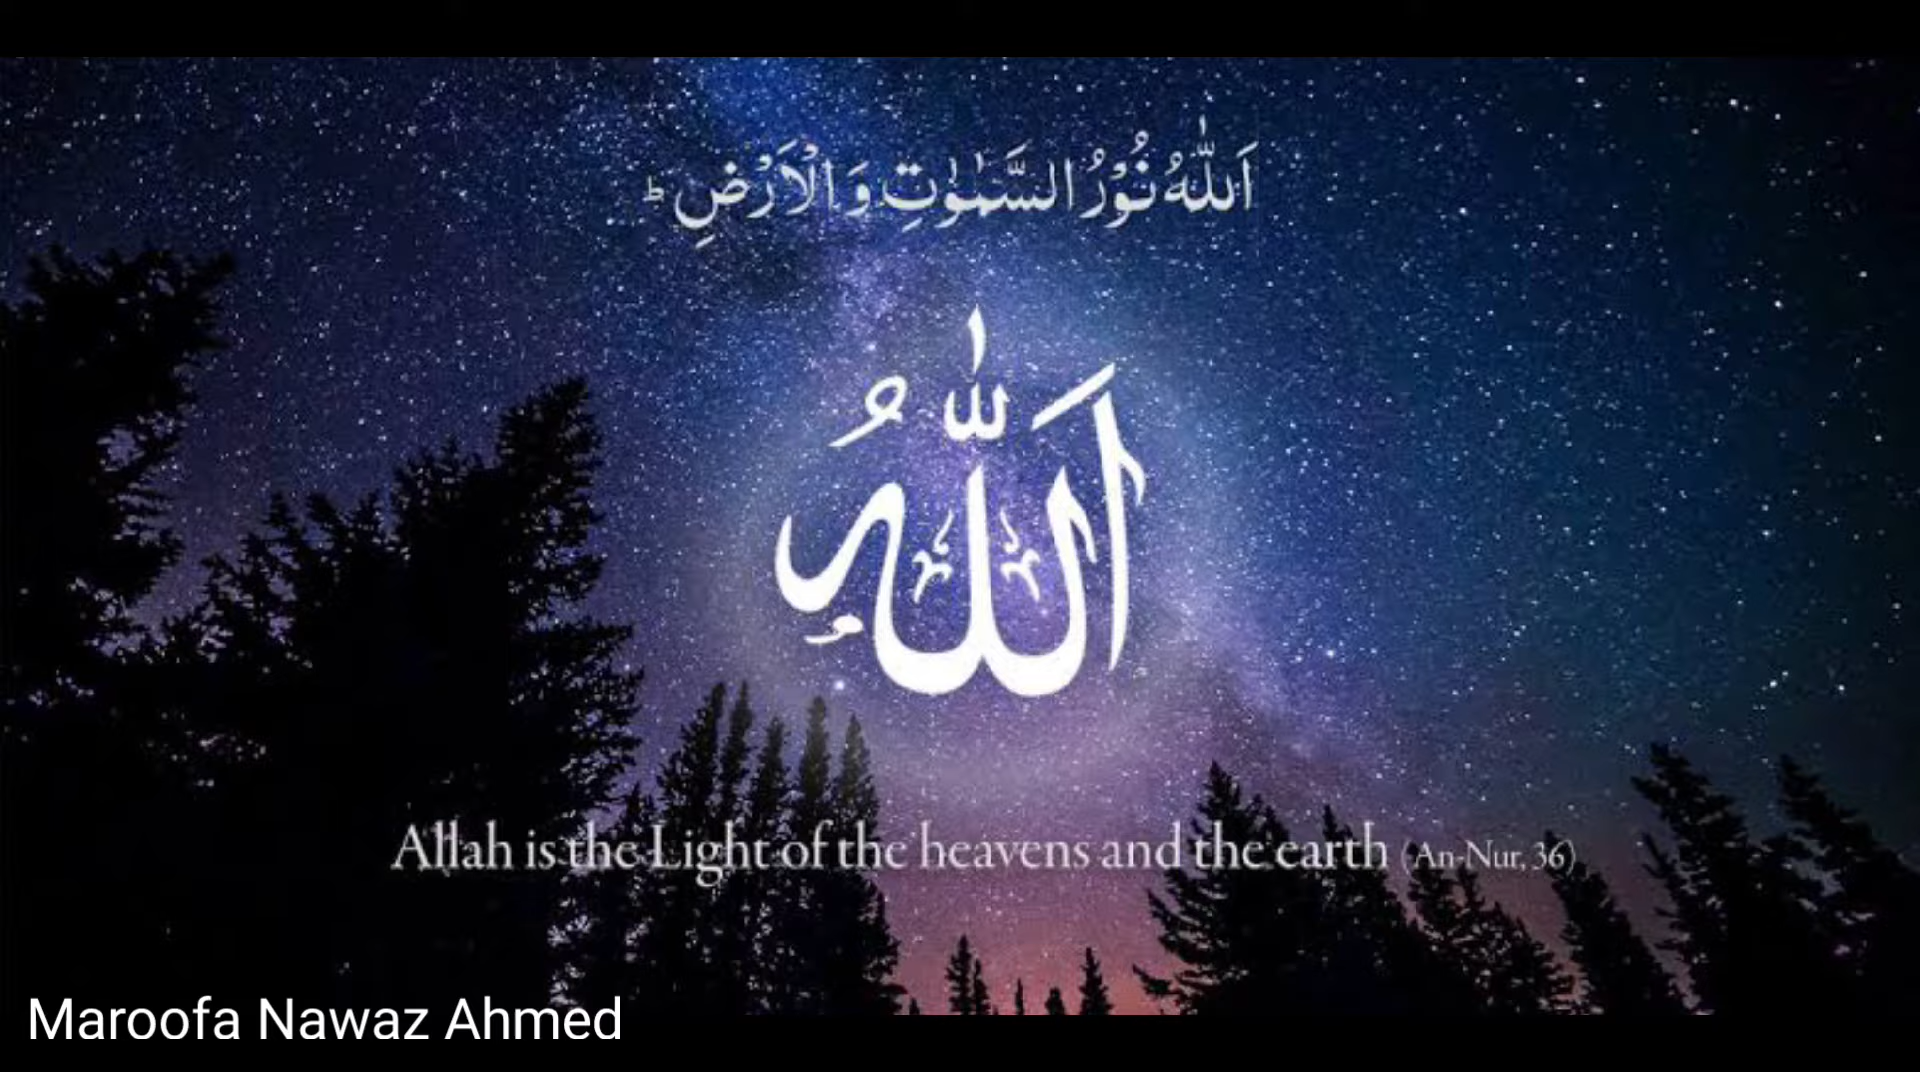 اَللّٰهُ نُوْرُ السَّمٰوٰتِ وَالْاَرْضِ ؕ
اَللّٰهُ
Allah is the Light of the heavens and the earth (An-Nur, 36)
Maroofa Nawaz Ahmed